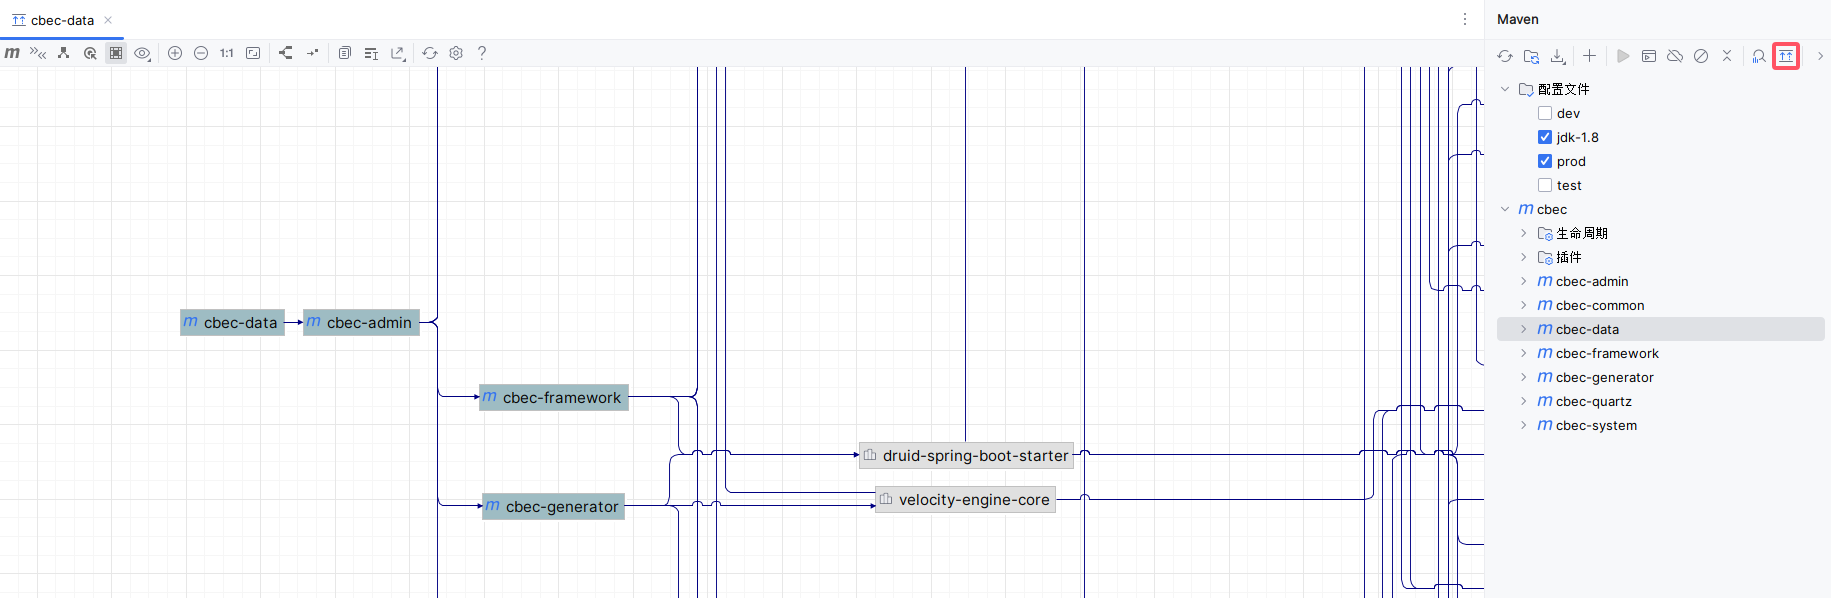 cbec-data
Maven
m
1:1
?
配置文件
dev
jdk-1.8
prod
test
m cbec
生命周期
插件
m cbec-admin
m cbec-common
m cbec-data
m cbec-framework
m cbec-generator
m cbec-quartz
m cbec-system
m cbec-data
m cbec-admin
m cbec-framework
druid-spring-boot-starter
velocity-engine-core
m cbec-generator